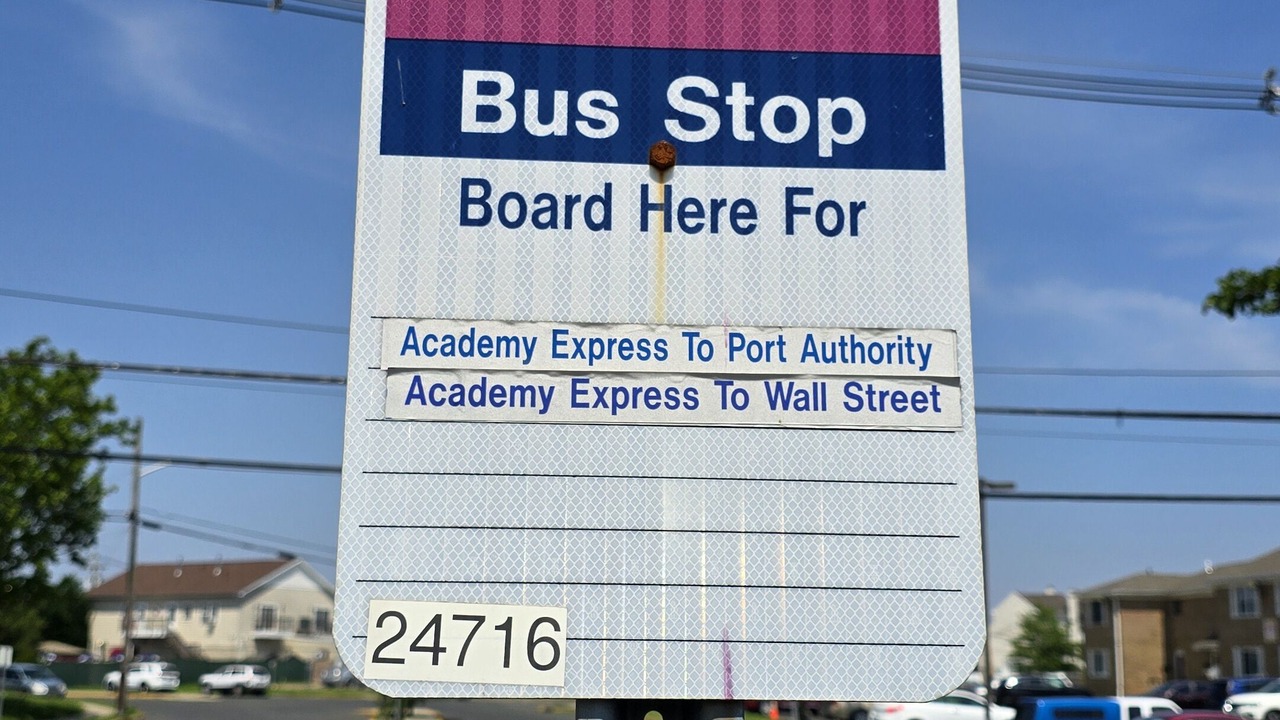 Bus Stop
Board Here For
Academy Express To Port Authority
Academy Express To Wall Street
24716